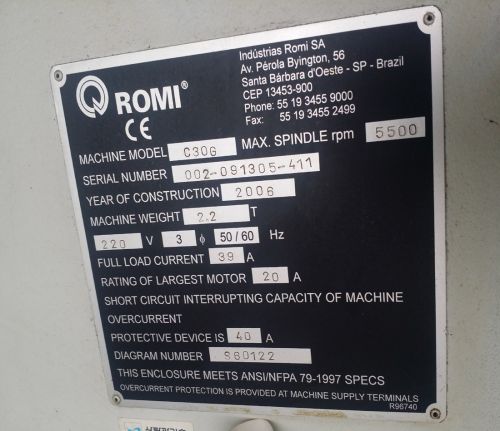 ROMI®
CE
Indústrias Romi SA
Av. Pérola Byington, 56
Santa Bárbara d'Oeste - SP - Brazil
CEP 13453-900
Phone: 55 19 3455 9000
Fax: 55 19 3455 2499
MACHINE MODEL C30G MAX. SPINDLE rpm 5500
SERIAL NUMBER 002-091305-411
YEAR OF CONSTRUCTION 2006
MACHINE WEIGHT 2.2 T
220 V 3 ϕ 50/60 Hz
FULL LOAD CURRENT 39 A
RATING OF LARGEST MOTOR 20 A
SHORT CIRCUIT INTERRUPTING CAPACITY OF MACHINE
OVERCURRENT
PROTECTIVE DEVICE IS 40 A
DIAGRAM NUMBER S60122
THIS ENCLOSURE MEETS ANSI/NFPA 79-1997 SPECS
OVERCURRENT PROTECTION IS PROVIDED AT MACHINE SUPPLY TERMINALS
R96740